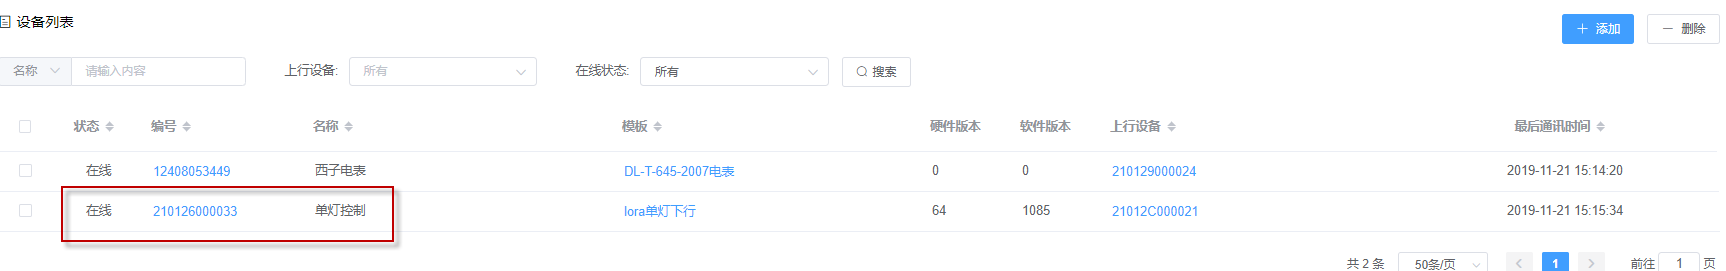 设备列表
添加 删除
名称 请输入内容 上行设备: 所有 在线状态: 所有 搜索
状态 编号 名称 模板 硬件版本 软件版本 上行设备 最后通讯时间
在线 12408053449 西子电表 DL-T-645-2007电表 0 0 210129000024 2019-11-21 15:14:20
在线 210126000033 单灯控制 lora单灯下行 64 1085 21012C000021 2019-11-21 15:15:34
共 2 条 50条/页 1 前往 1 页